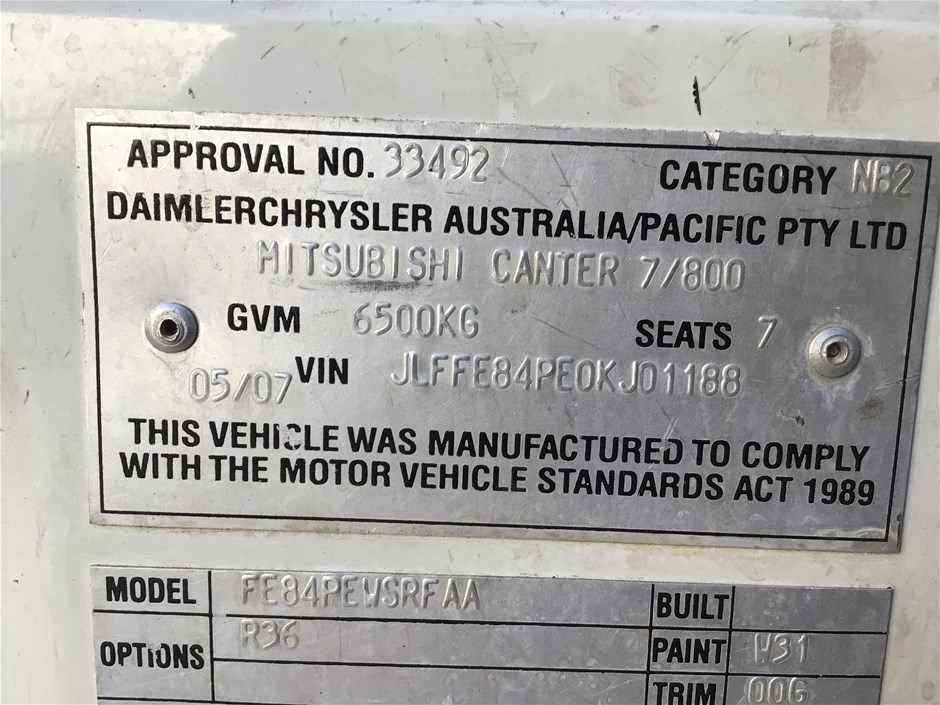 APPROVAL NO. 33492 CATEGORY NB2
DAIMLERCHRYSLER AUSTRALIA/PACIFIC PTY LTD
MITSUBISHI CANTER 7/800
GVM 6500KG SEATS 7
05/07 VIN JLFFE84PE0KJ01188
THIS VEHICLE WAS MANUFACTURED TO COMPLY
WITH THE MOTOR VEHICLE STANDARDS ACT 1989
MODEL FE84PEWSRFAA BUILT
OPTIONS R36 PAINT W31
TRIM 006